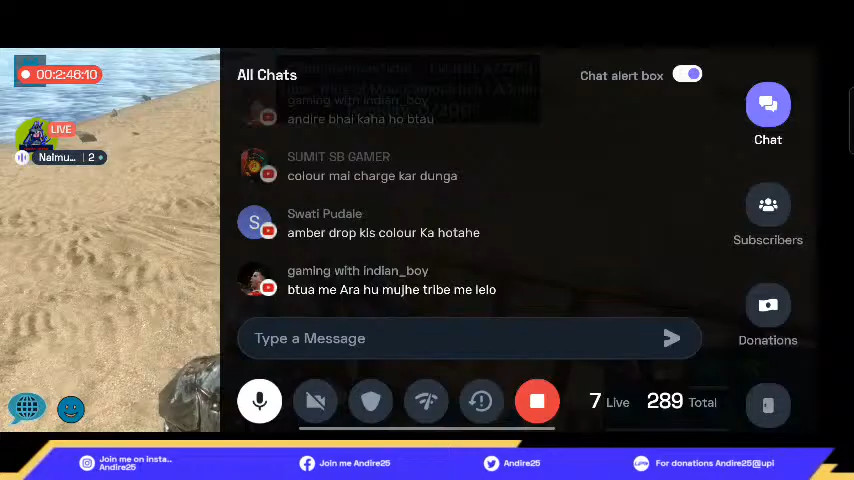 00:2:46:10
All Chats
Chat alert box
LIVE
Naimu... 2
gaming with indian_boy
andire bhai kaha ho btau
SUMIT SB GAMER
colour mai charge kar dunga
Chat
S
Swati Pudale
amber drop kis colour Ka hotahe
Subscribers
gaming with indian_boy
btua me Ara hu mujhe tribe me lelo
Type a Message
Donations
7 Live 289 Total
Join me on insta..
Andire25
Join me Andire25
Andire25
UPI
For donations Andire25@upi